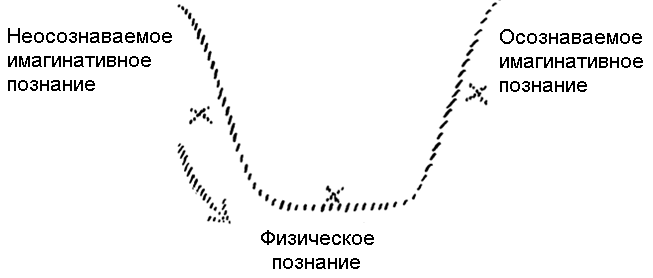 Неосознаваемое
имагинативное
познание
Осознаваемое
имагинативное
познание
Физическое
познание